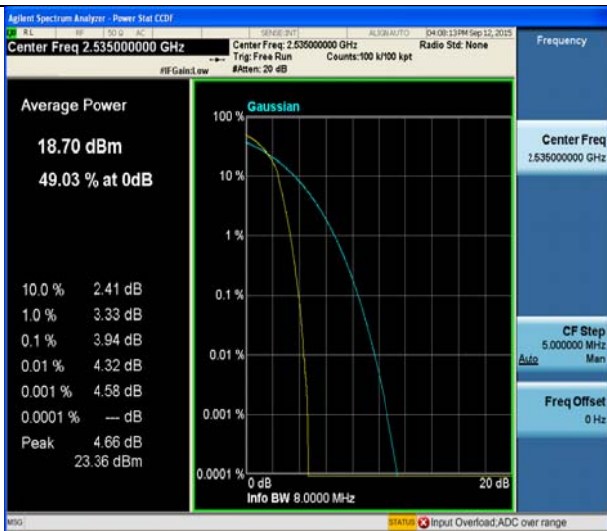 Agilent Spectrum Analyzer - Power Stat CCDF
RL RF 50 Ω AC SENSE:INT ALIGN AUTO 04:08:13 PM Sep 12, 2015
Center Freq 2.535000000 GHz
Center Freq: 2.535000000 GHz Radio Std: None
Trig: Free Run Counts:100 k/100 kpt
#IFGain:Low #Atten: 20 dB
Frequency
Average Power
18.70 dBm
49.03 % at 0dB
10.0 % 2.41 dB
1.0 % 3.33 dB
0.1 % 3.94 dB
0.01 % 4.32 dB
0.001 % 4.58 dB
0.0001 % --- dB
Peak 4.66 dB
23.36 dBm
Gaussian
100 %
10 %
1 %
0.1 %
0.01 %
0.001 %
0.0001 %
0 dB 20 dB
Info BW 8.0000 MHz
Center Freq
2.535000000 GHz
CF Step
5.000000 MHz
Auto Man
Freq Offset
0 Hz
MSG STATUS Input Overload;ADC over range